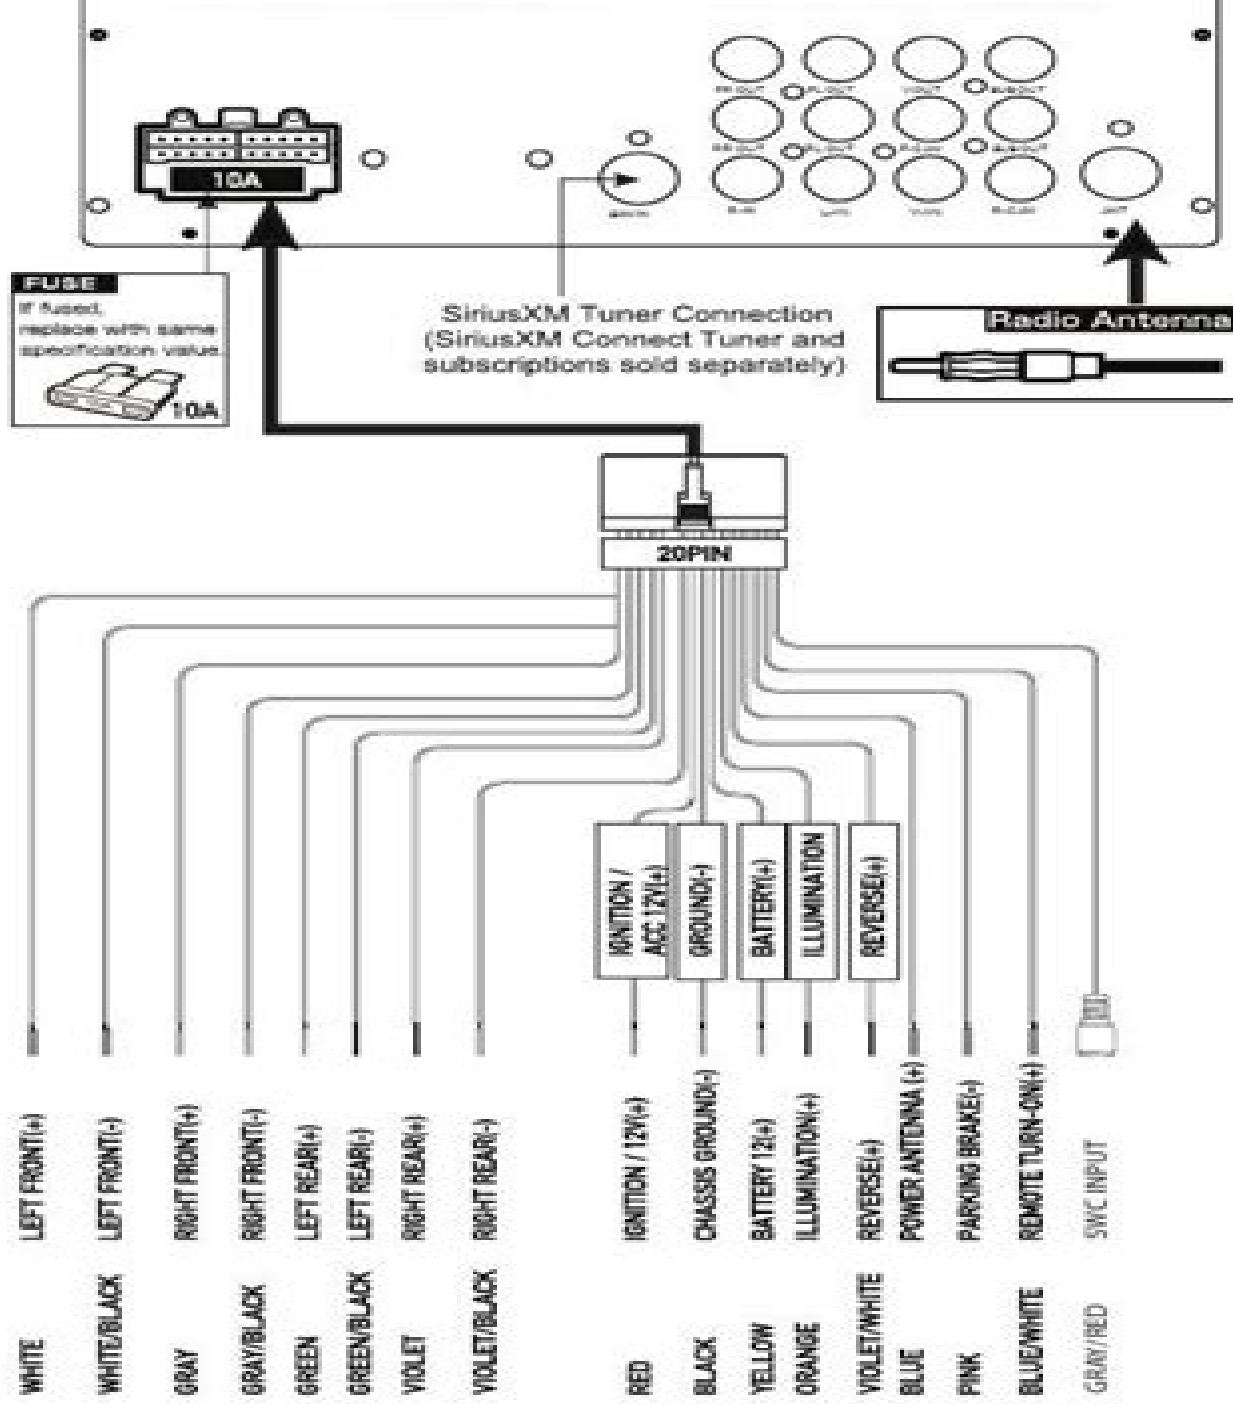 10A
FUSE
If fused,
replace with same
specification value.
10A
SiriusXM Tuner Connection
(SiriusXM Connect Tuner and
subscriptions sold separately)
Radio Antenna
ANT
20PIN
IGNITION /
ACC 12V(+)
GROUND(-)
BATTERY(+)
ILLUMINATION
REVERSE(+)
LEFT FRONT(+)
LEFT FRONT(-)
RIGHT FRONT(+)
RIGHT FRONT(-)
LEFT REAR(+)
LEFT REAR(-)
RIGHT REAR(+)
RIGHT REAR(-)
IGNITION / 12V(+)
CHASSIS GROUND(-)
BATTERY 12(+)
ILLUMINATION(+)
REVERSE(+)
POWER ANTENNA (+)
PARKING BRAKE(-)
REMOTE TURN-ON(+)
SWC INPUT
WHITE
WHITE/BLACK
GRAY
GRAY/BLACK
GREEN
GREEN/BLACK
VIOLET
VIOLET/BLACK
RED
BLACK
YELLOW
ORANGE
VIOLET/WHITE
BLUE
PINK
BLUE/WHITE
GRAY/RED